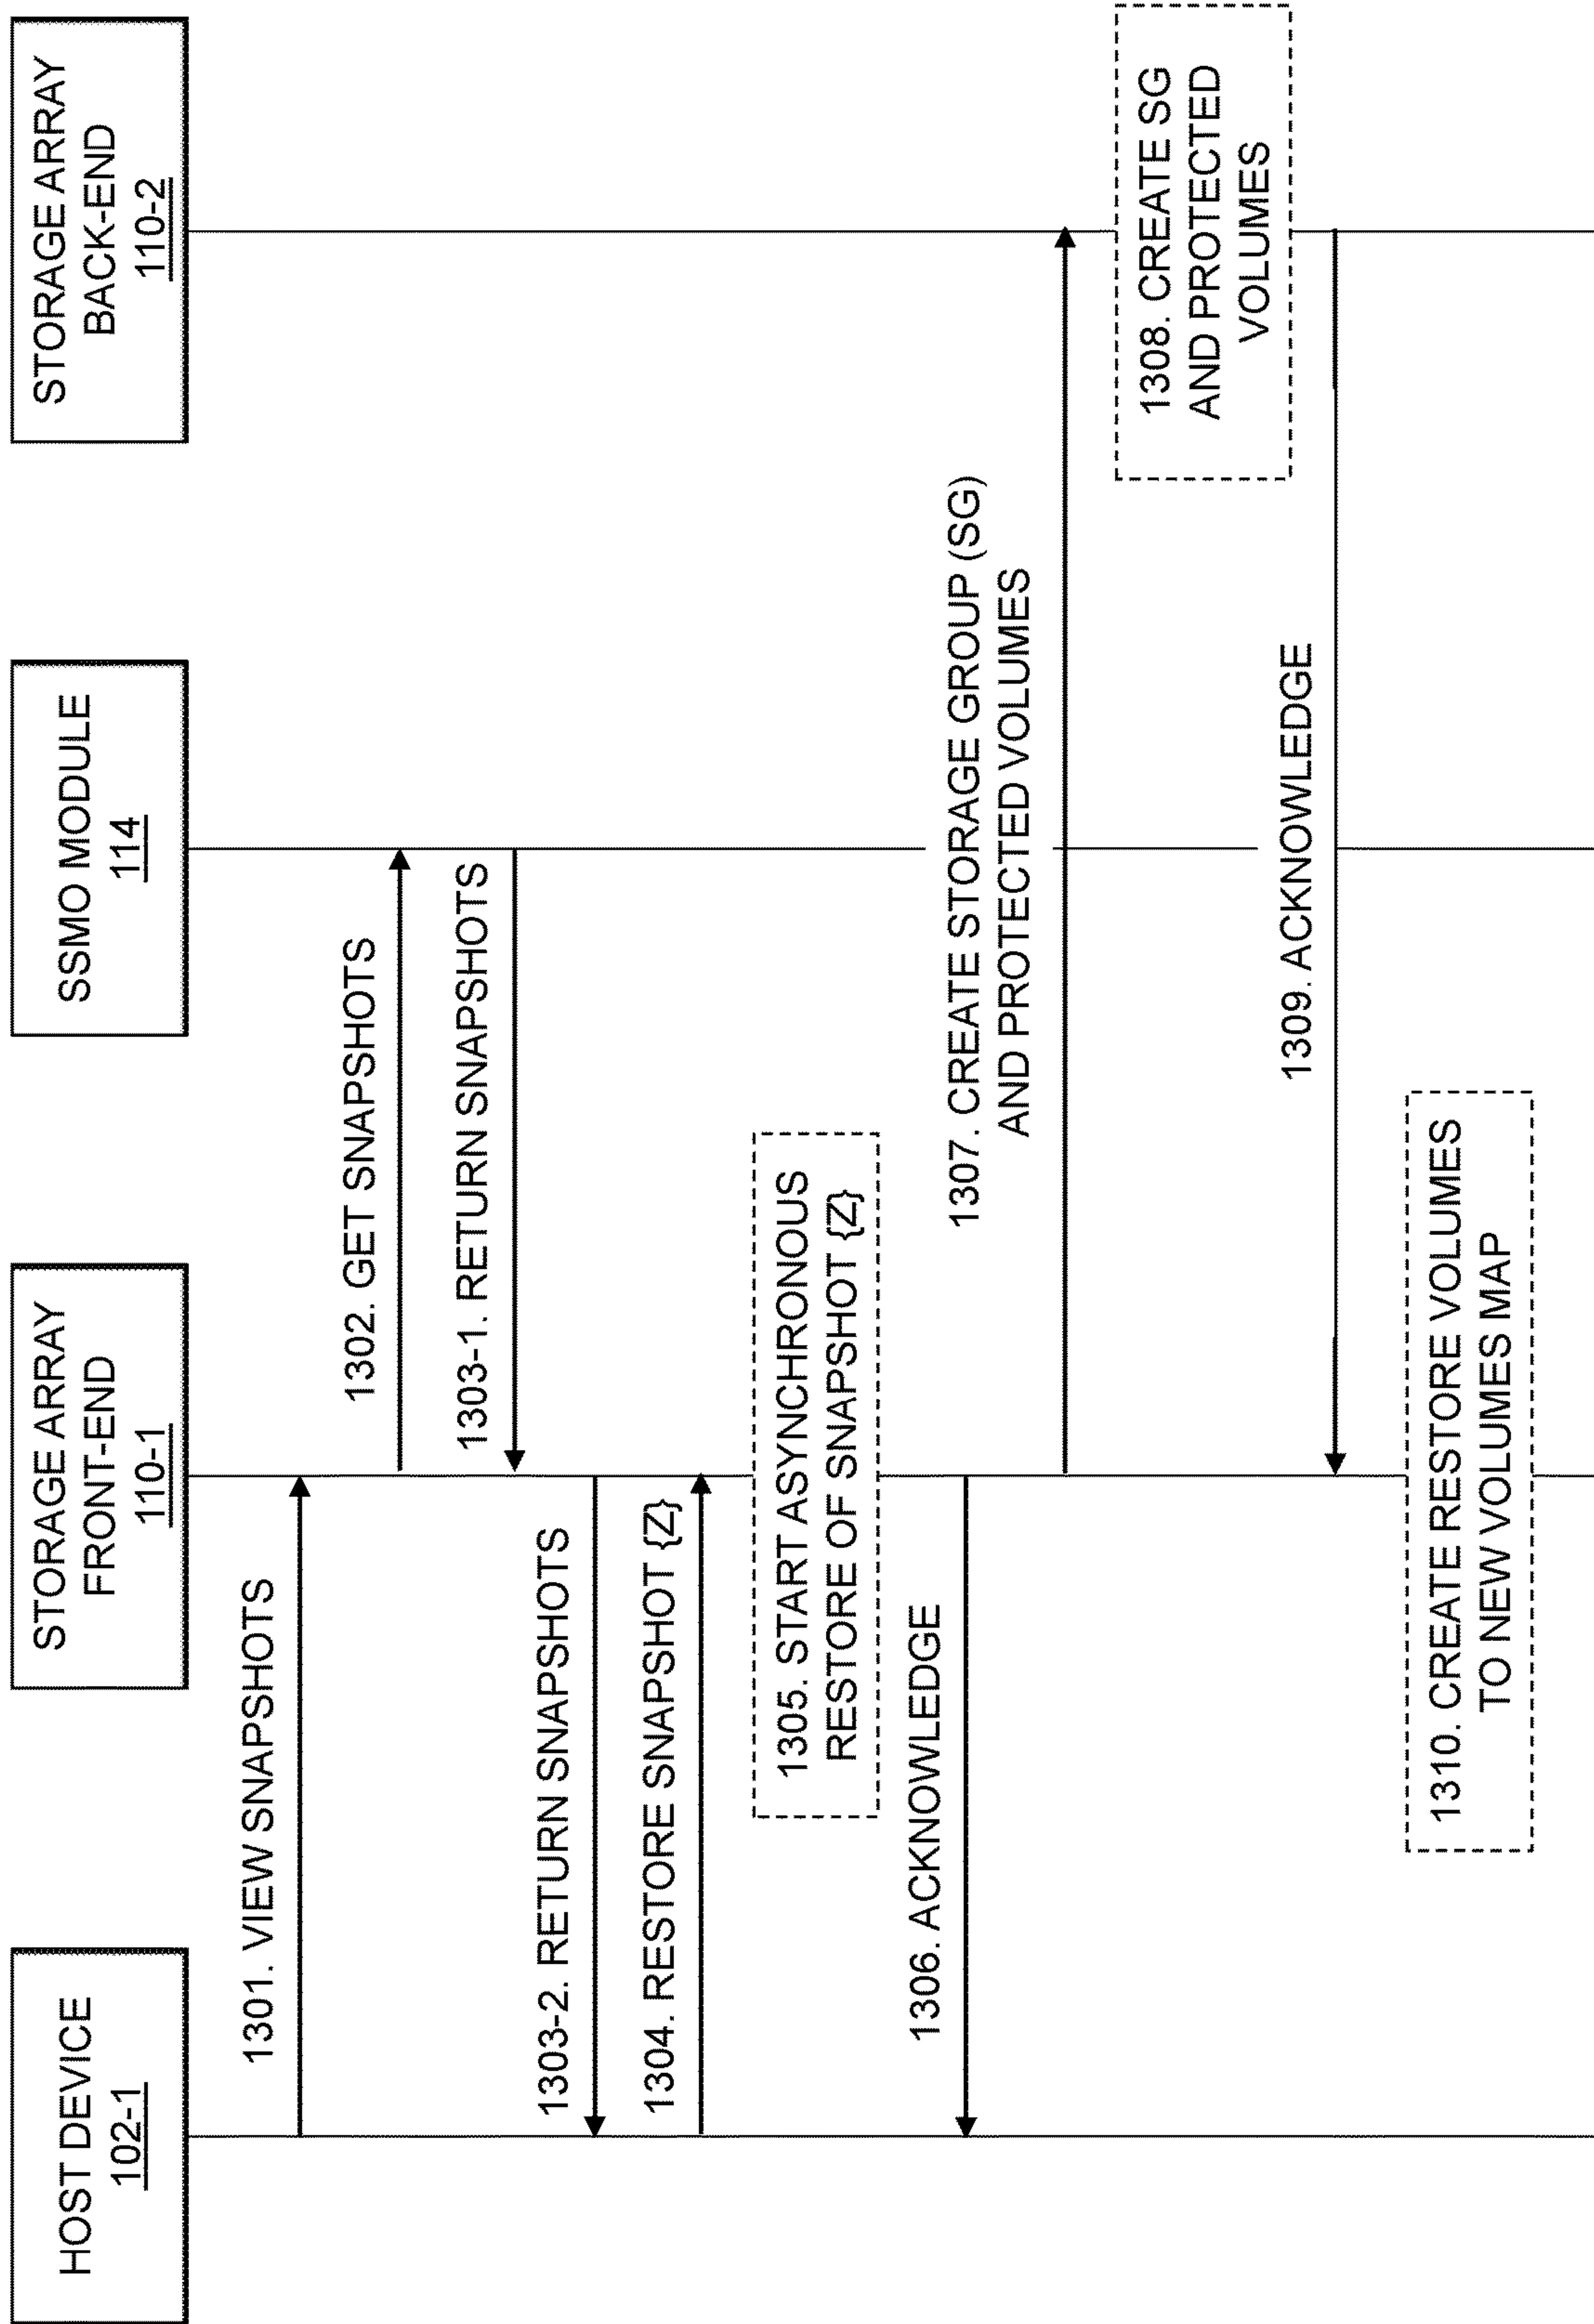 HOST DEVICE
102-1
STORAGE ARRAY
FRONT-END
110-1
SSMO MODULE
114
STORAGE ARRAY
BACK-END
110-2
1301. VIEW SNAPSHOTS
1302. GET SNAPSHOTS
1303-1. RETURN SNAPSHOTS
1303-2. RETURN SNAPSHOTS
1304. RESTORE SNAPSHOT {Z}
1305. START ASYNCHRONOUS
RESTORE OF SNAPSHOT {Z}
1306. ACKNOWLEDGE
1307. CREATE STORAGE GROUP (SG)
AND PROTECTED VOLUMES
1308. CREATE SG
AND PROTECTED
VOLUMES
1309. ACKNOWLEDGE
1310. CREATE RESTORE VOLUMES
TO NEW VOLUMES MAP